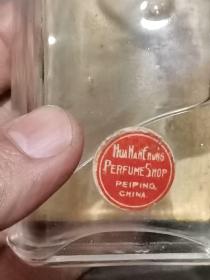 HUA HAN CHUNG
PERFUME SHOP
PEIPING,
CHINA.